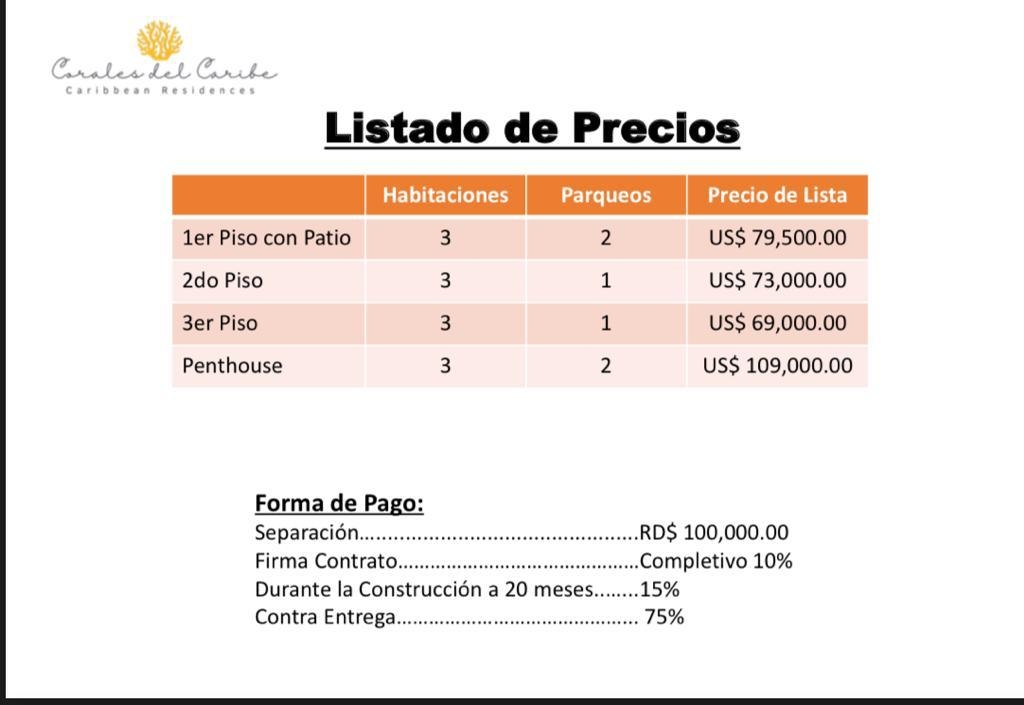 Corales del Caribe
Caribbean Residences
Listado de Precios
Habitaciones Parqueos Precio de Lista
1er Piso con Patio 3 2 US$ 79,500.00
2do Piso 3 1 US$ 73,000.00
3er Piso 3 1 US$ 69,000.00
Penthouse 3 2 US$ 109,000.00
Forma de Pago:
Separación.....................................................RD$ 100,000.00
Firma Contrato.............................................Completivo 10%
Durante la Construcción a 20 meses........15%
Contra Entrega............................................. 75%